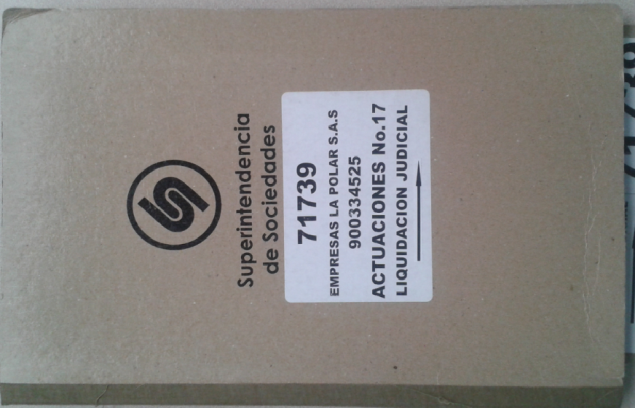 Superintendencia
de Sociedades
71739
EMPRESAS LA POLAR S.A.S
900334525
ACTUACIONES No.17
LIQUIDACION JUDICIAL